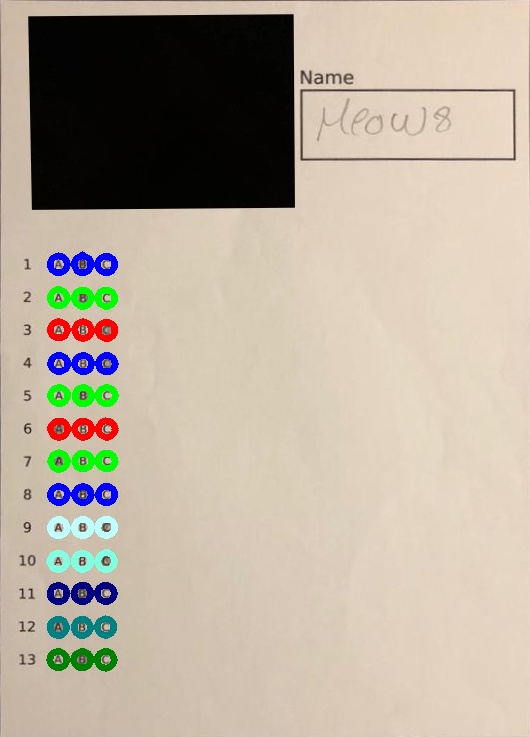 Name
Meow8
1 A B C
2 A B C
3 A B C
4 A B C
5 A B C
6 A B C
7 A B C
8 A B C
9 A B C
10 A B C
11 A B C
12 A B C
13 A B C